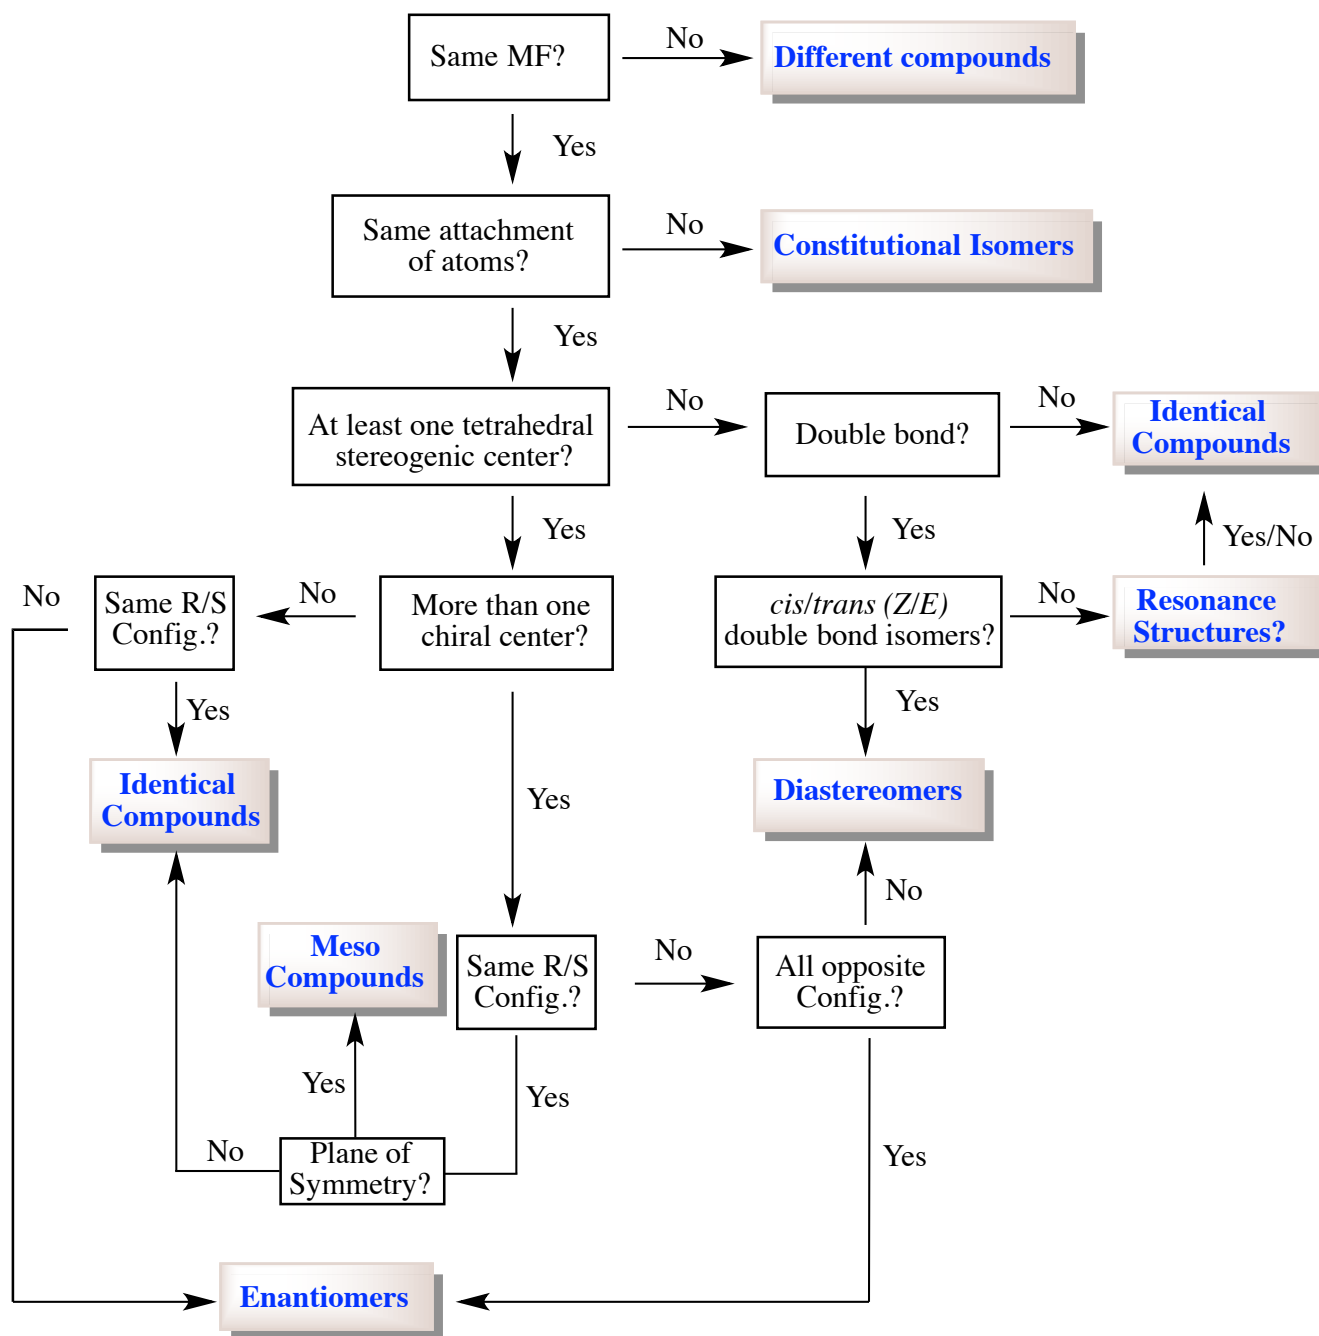 Same MF?
No
Different compounds
Yes
Same attachment
of atoms?
No
Constitutional Isomers
Yes
At least one tetrahedral
stereogenic center?
No
Double bond?
No
Identical
Compounds
Yes
Yes
Yes/No
No
Same R/S
Config.?
No
More than one
chiral center?
cis/trans (Z/E)
double bond isomers?
No
Resonance
Structures?
Yes
Yes
Identical
Compounds
Yes
Diastereomers
No
Meso
Compounds
Same R/S
Config.?
No
All opposite
Config.?
Yes
Yes
No
Plane of
Symmetry?
Yes
Enantiomers